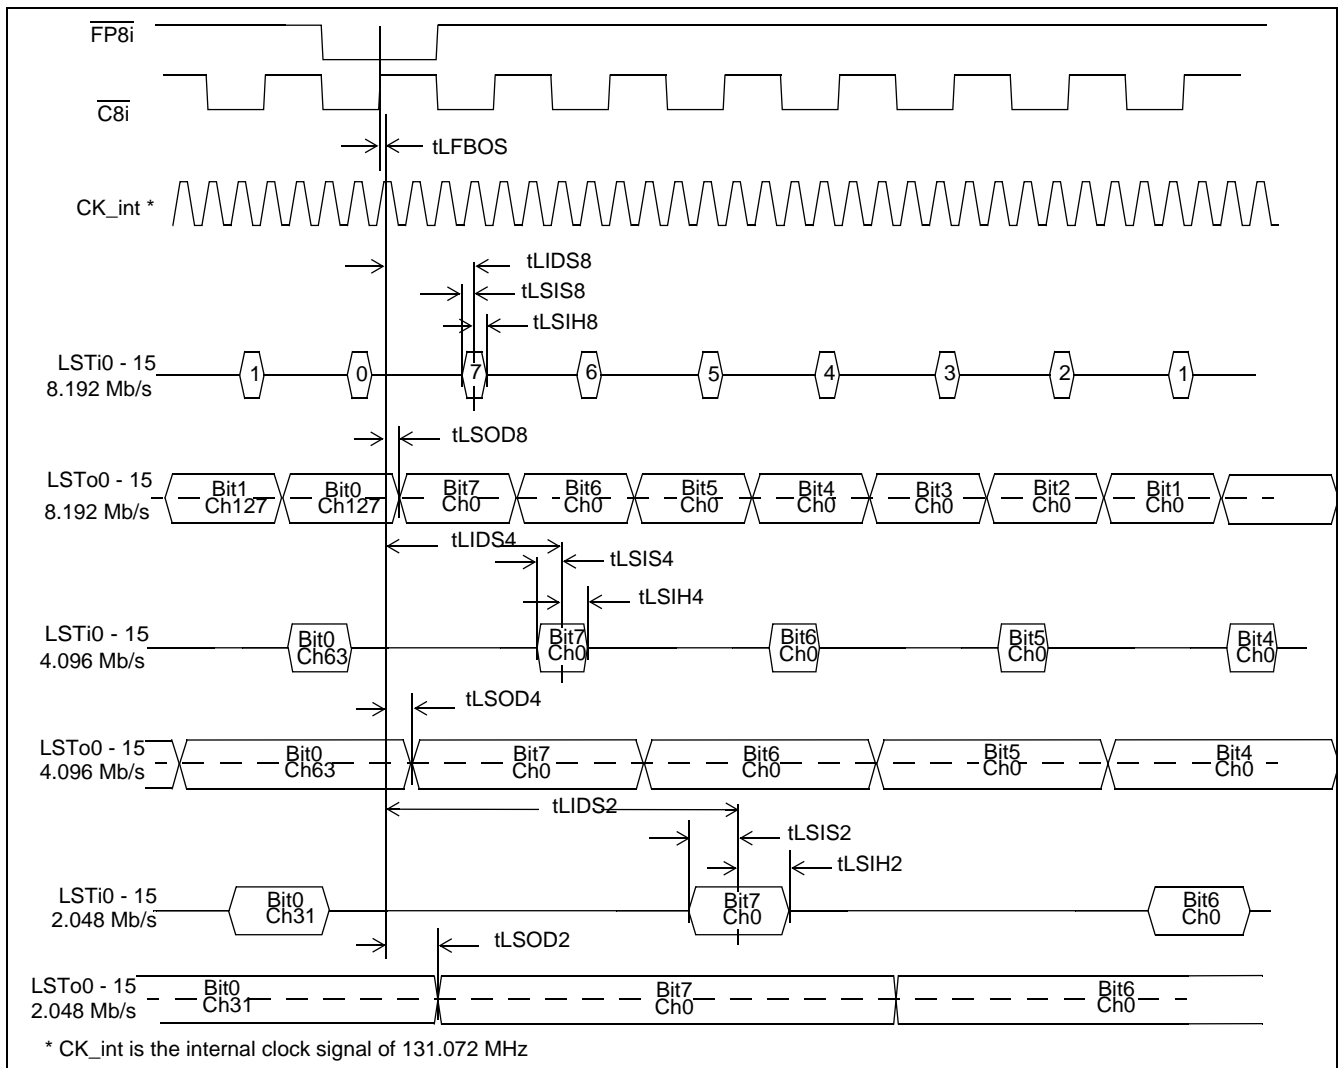 FP8i
C8i
tLFBOS
CK_int *
tLIDS8
tLSIS8
tLSIH8
LSTi0 - 15
8.192 Mb/s
1 0 7 6 5 4 3 2 1
tLSOD8
LSTo0 - 15
8.192 Mb/s
Bit1 Bit0 Bit7 Bit6 Bit5 Bit4 Bit3 Bit2 Bit1
Ch127 Ch127 Ch0 Ch0 Ch0 Ch0 Ch0 Ch0 Ch0
tLIDS4
tLSIS4
tLSIH4
LSTi0 - 15
4.096 Mb/s
Bit0 Bit7 Bit6 Bit5 Bit4
Ch63 Ch0 Ch0 Ch0 Ch0
tLSOD4
LSTo0 - 15
4.096 Mb/s
Bit0 Bit7 Bit6 Bit5 Bit4
Ch63 Ch0 Ch0 Ch0 Ch0
tLIDS2
tLSIS2
tLSIH2
LSTi0 - 15
2.048 Mb/s
Bit0 Bit7 Bit6
Ch31 Ch0 Ch0
tLSOD2
LSTo0 - 15
2.048 Mb/s
Bit0 Bit7 Bit6
Ch31 Ch0 Ch0
* CK_int is the internal clock signal of 131.072 MHz